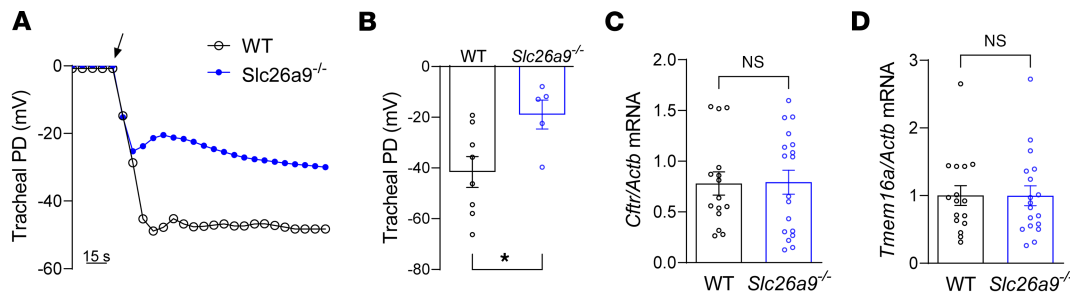 A
WT
Slc26a9-/-
Tracheal PD (mV)
0
-20
-40
-60
15 s
B
WT
Slc26a9-/-
Tracheal PD (mV)
0
-20
-40
-60
-80
*
C
NS
Cftr/Actb mRNA
2.0
1.5
1.0
0.5
0.0
WT
Slc26a9-/-
D
NS
Tmem16a/Actb mRNA
3
2
1
0
WT
Slc26a9-/-